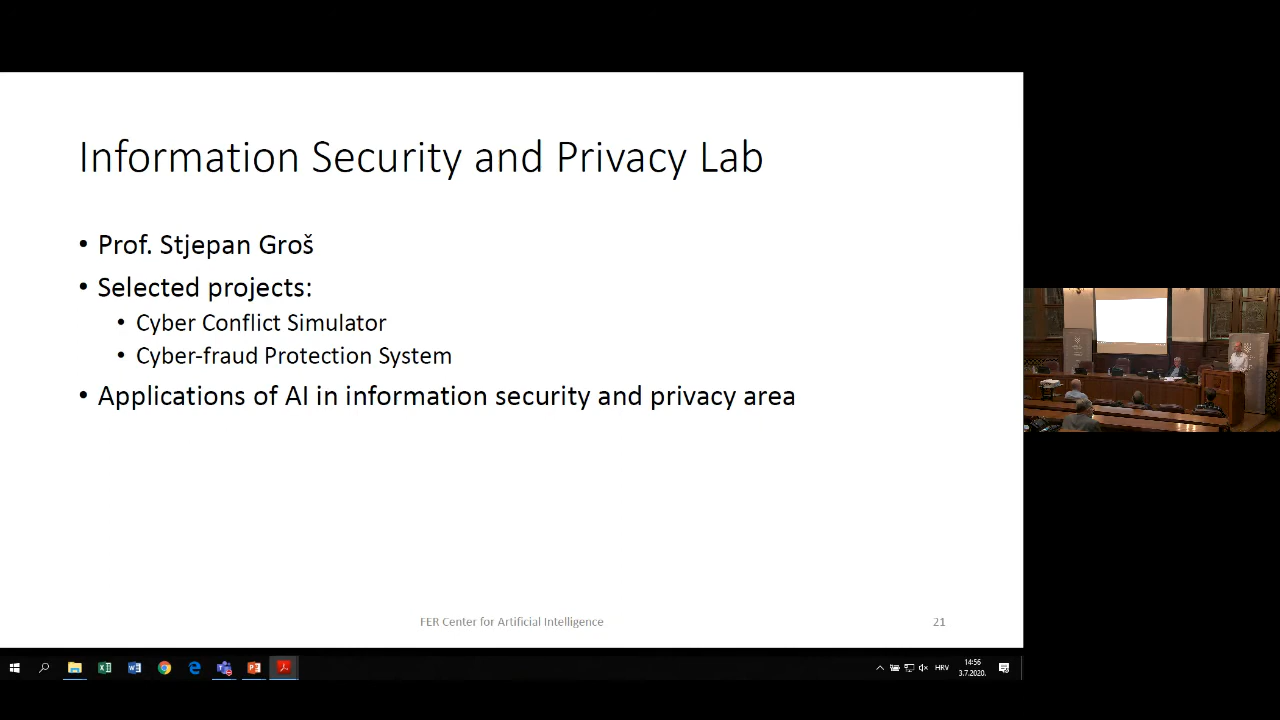 Information Security and Privacy Lab
• Prof. Stjepan Groš
• Selected projects:
• Cyber Conflict Simulator
• Cyber-fraud Protection System
• Applications of AI in information security and privacy area
FER Center for Artificial Intelligence
21
HRV
14:56
3.7.2020.